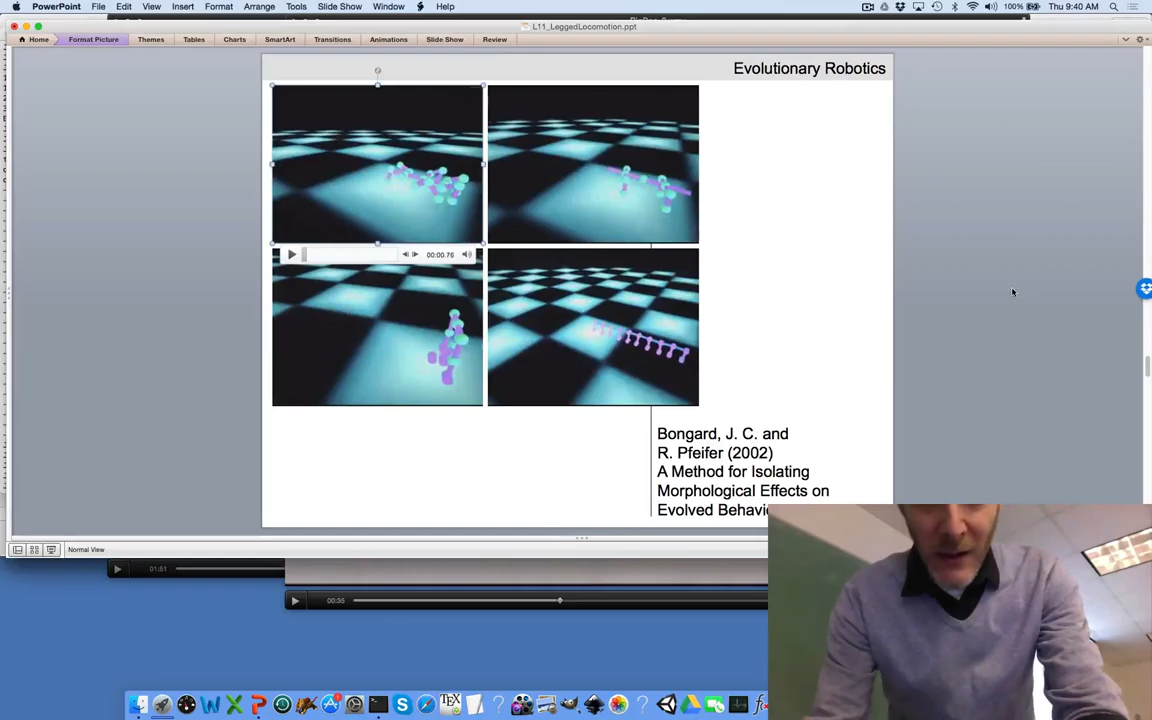 PowerPoint File Edit View Insert Format Arrange Tools Slide Show Window Help 100% Thu 9:40 AM
L11_LeggedLocomotion.ppt
Home Format Picture Themes Tables Charts SmartArt Transitions Animations Slide Show Review
Evolutionary Robotics
00:00.76
Bongard, J. C. and
R. Pfeifer (2002)
A Method for Isolating
Morphological Effects on
Evolved Behavi
Normal View
01:51
00:35
TEX